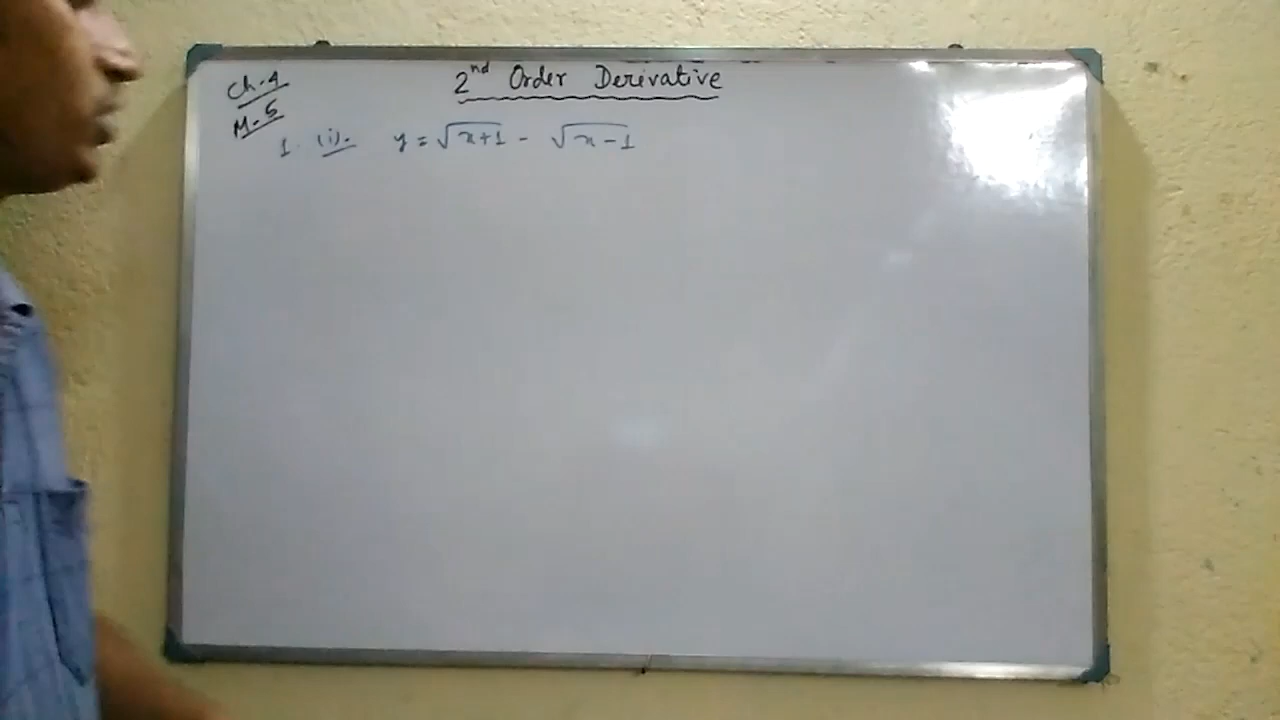 Ch-4
2nd Order Derivative
M-5
1. (i). y = √x+1 - √x-1